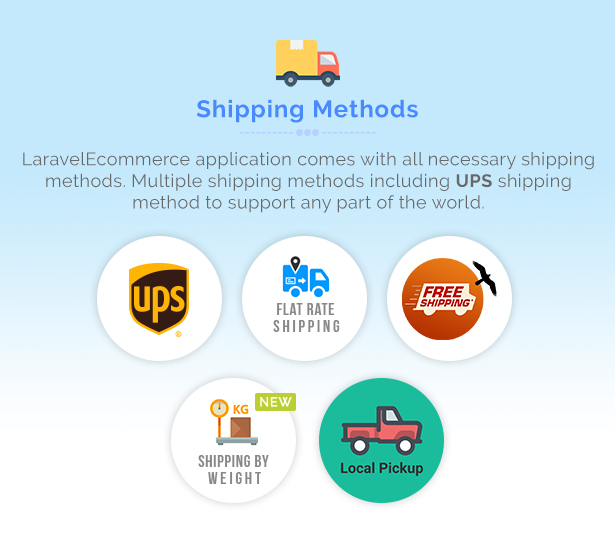 Shipping Methods
LaravelEcommerce application comes with all necessary shipping
methods. Multiple shipping methods including UPS shipping
method to support any part of the world.
ups
®
FLAT RATE
SHIPPING
FREE
SHIPPING*
KG
NEW
SHIPPING BY
WEIGHT
Local Pickup